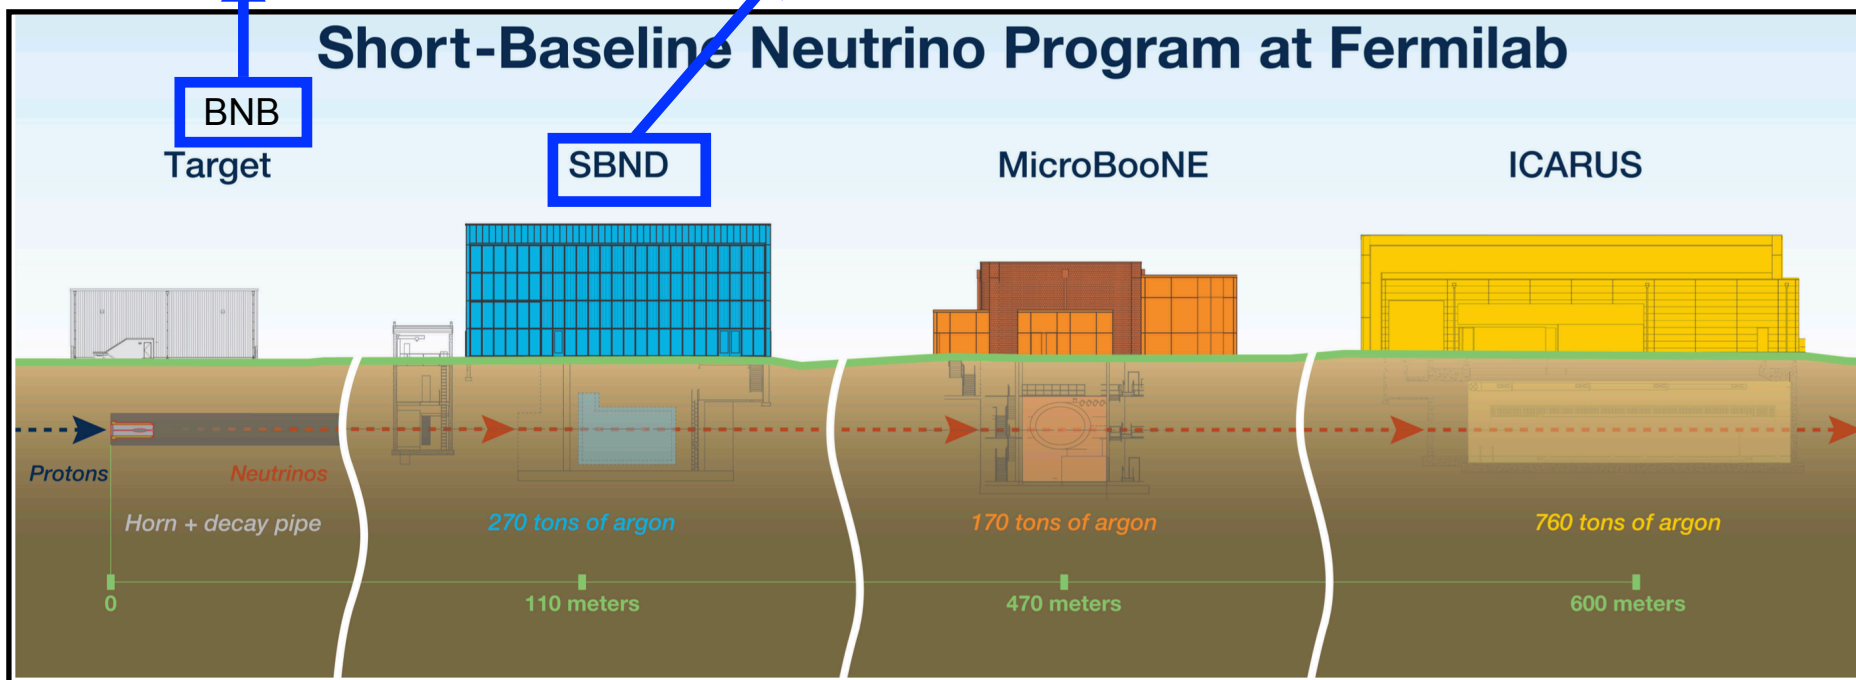 Short-Baseline Neutrino Program at Fermilab
BNB
Target
SBND
MicroBooNE
ICARUS
Protons
Neutrinos
Horn + decay pipe
270 tons of argon
170 tons of argon
760 tons of argon
0
110 meters
470 meters
600 meters